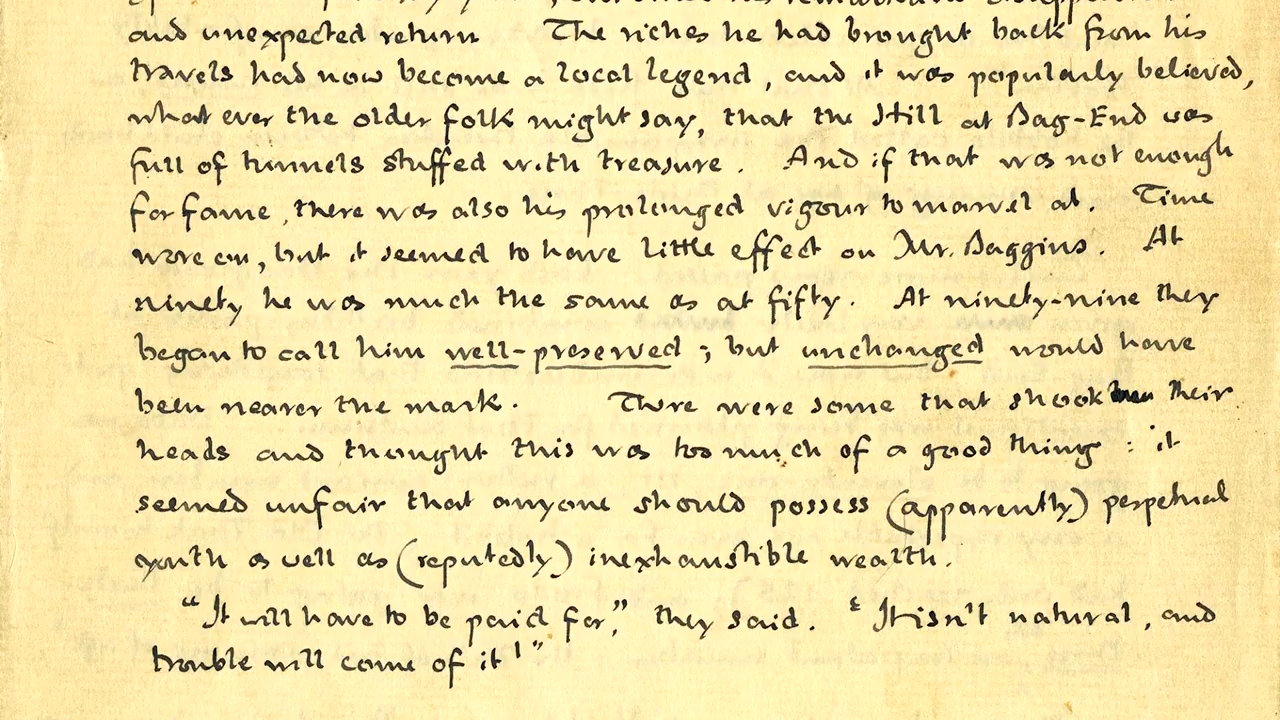 and unexpected return The riches he had brought back from his
travels had now become a local legend, and it was popularly believed,
what ever the older folk might say, that the Hill at Bag-End was
full of tunnels stuffed with treasure. And if that was not enough
for fame, there was also his prolonged vigour to marvel at. Time
wore on, but it seemed to have little effect on Mr. Baggins. At
ninety he was much the same as at fifty. At ninety-nine they
began to call him well-preserved; but unchanged would have
been nearer the mark. There were some that shook their
heads and thought this was too much of a good thing: it
seemed unfair that anyone should possess (apparently) perpetual
youth as well as (reputedly) inexhaustible wealth.
"It will have to be paid for," they said. "It isn't natural, and
trouble will come of it!"